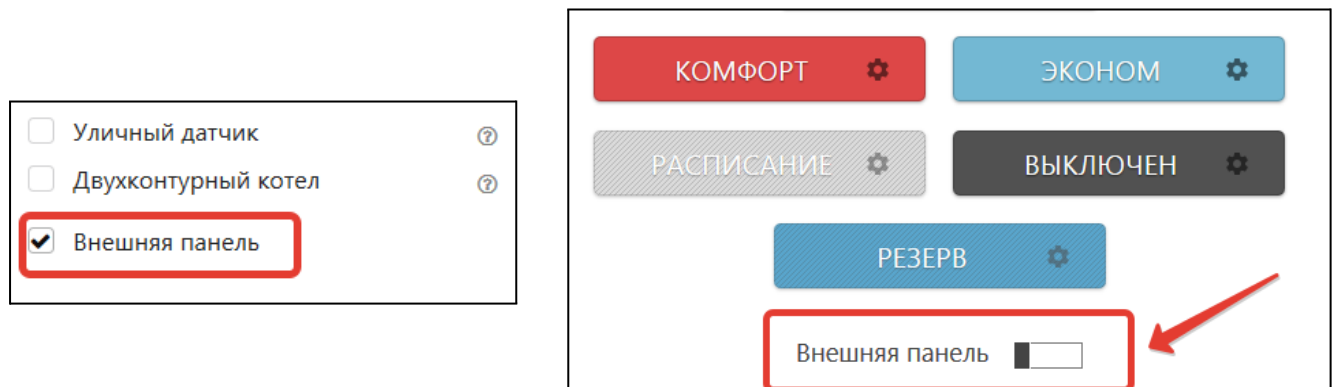 Уличный датчик
Двухконтурный котел
Внешняя панель
КОМФОРТ
ЭКОНОМ
РАСПИСАНИЕ
ВЫКЛЮЧЕН
РЕЗЕРВ
Внешняя панель